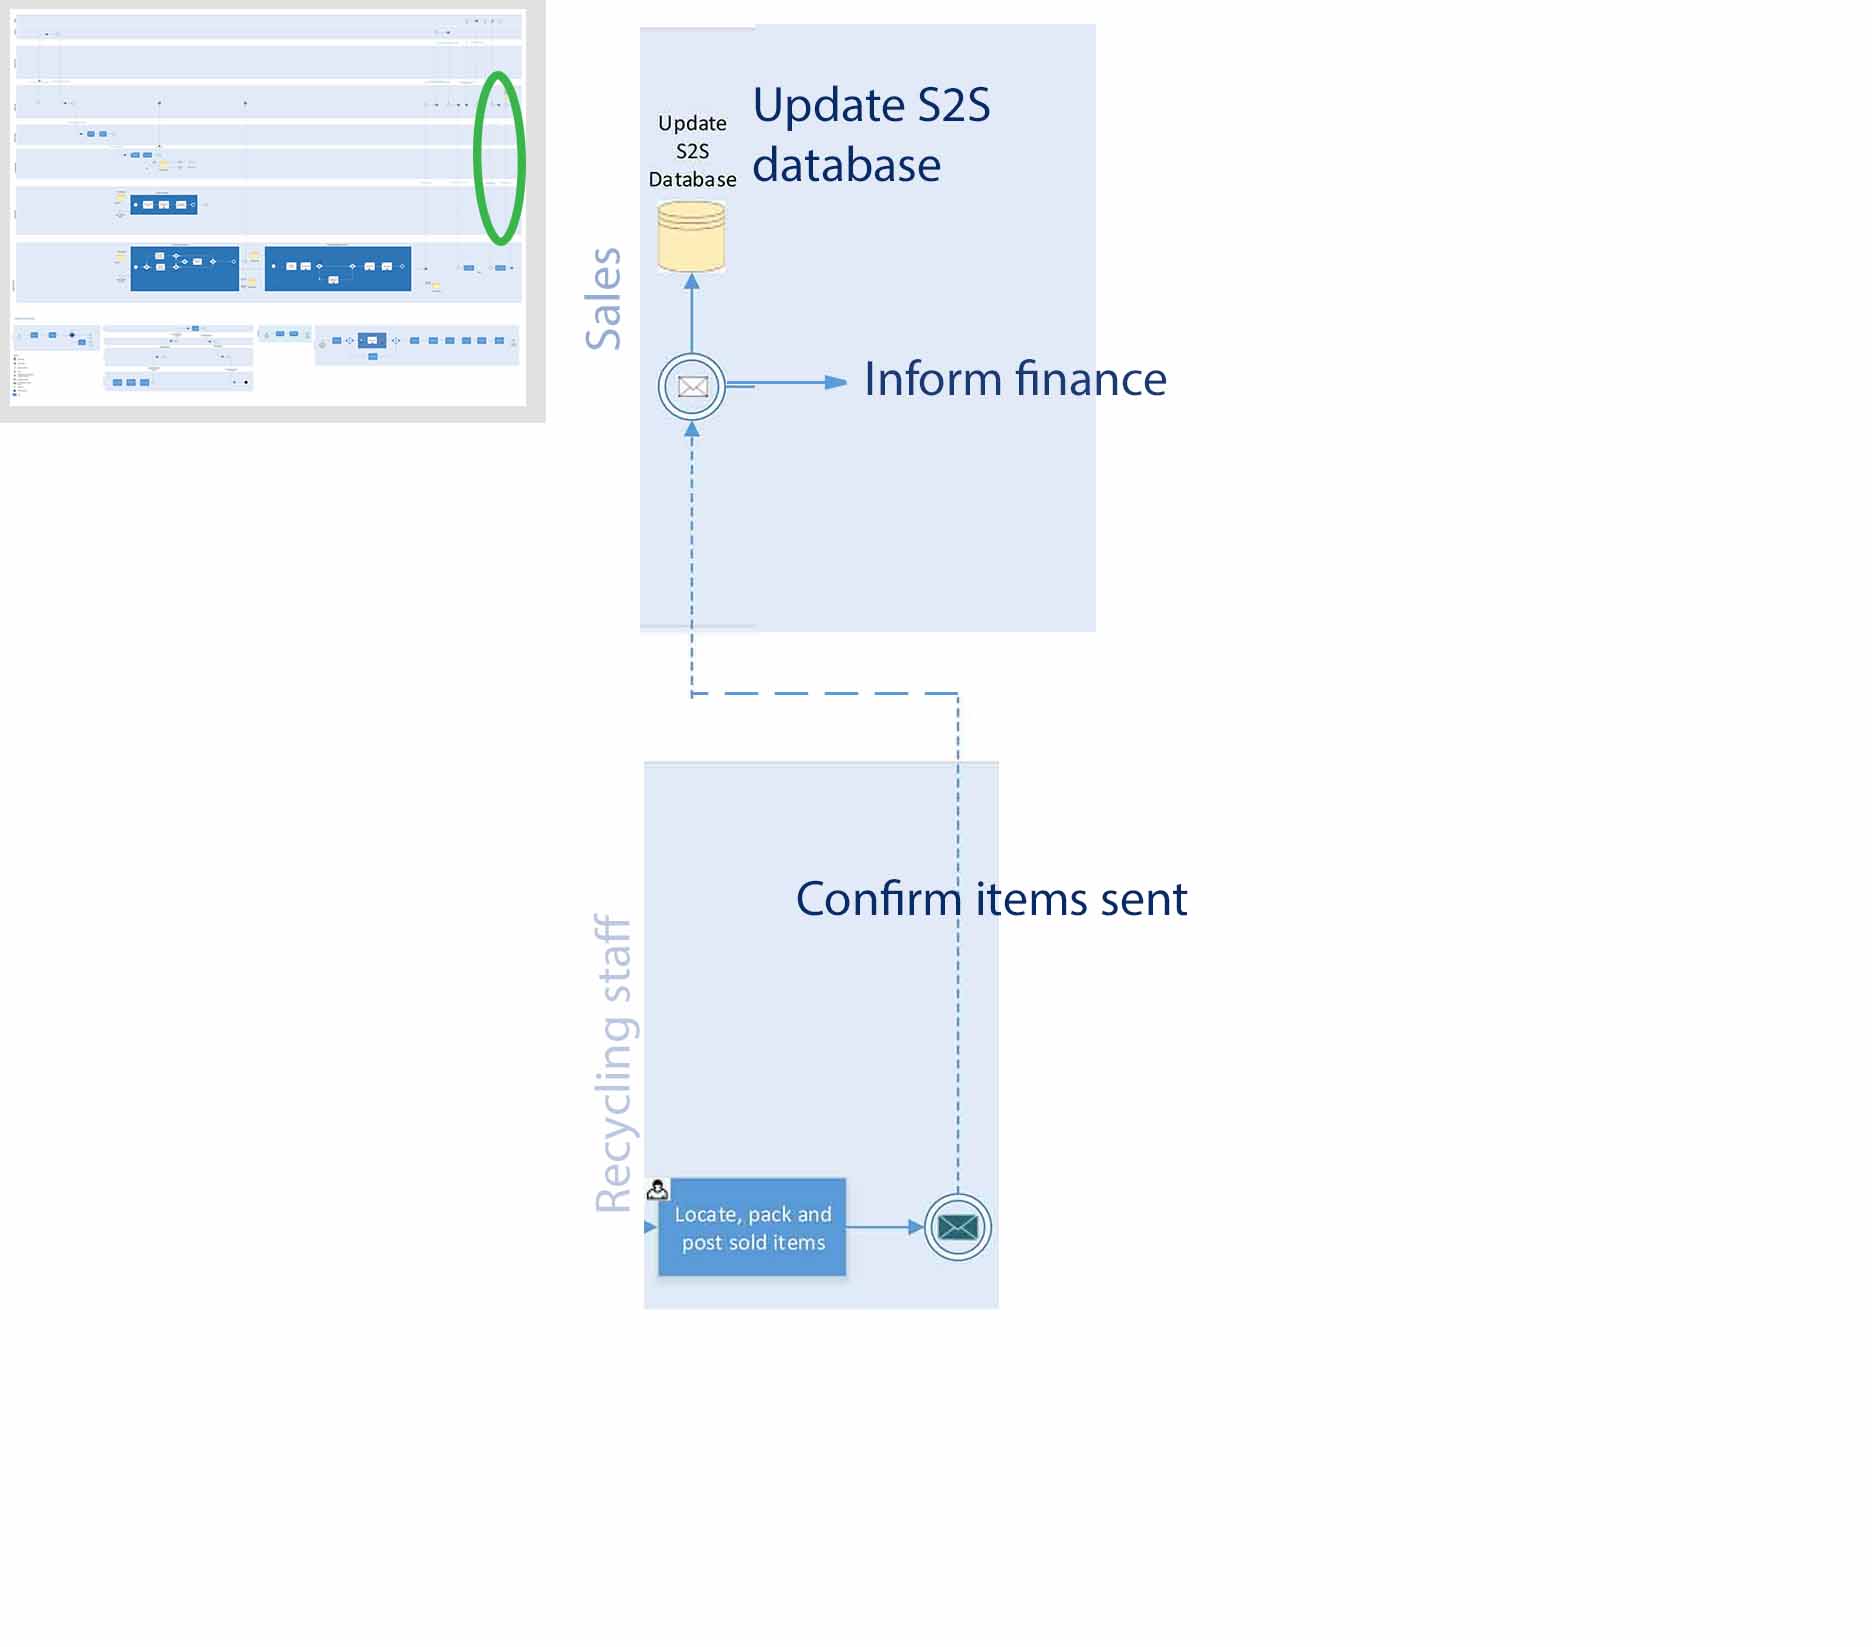 Update
S2S
Database
Update S2S
database
Sales
Inform finance
Confirm items sent
Recycling staff
Locate, pack and
post sold items